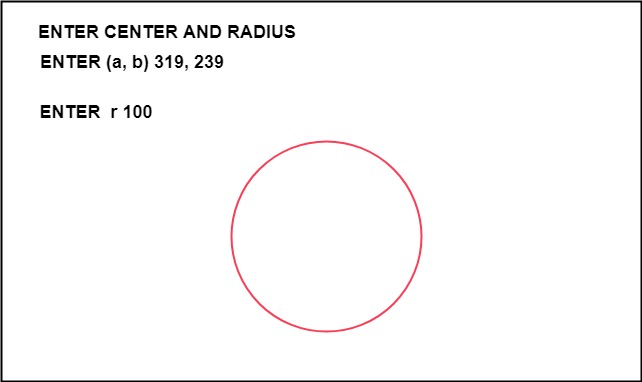 ENTER CENTER AND RADIUS
ENTER (a, b) 319, 239
ENTER r 100